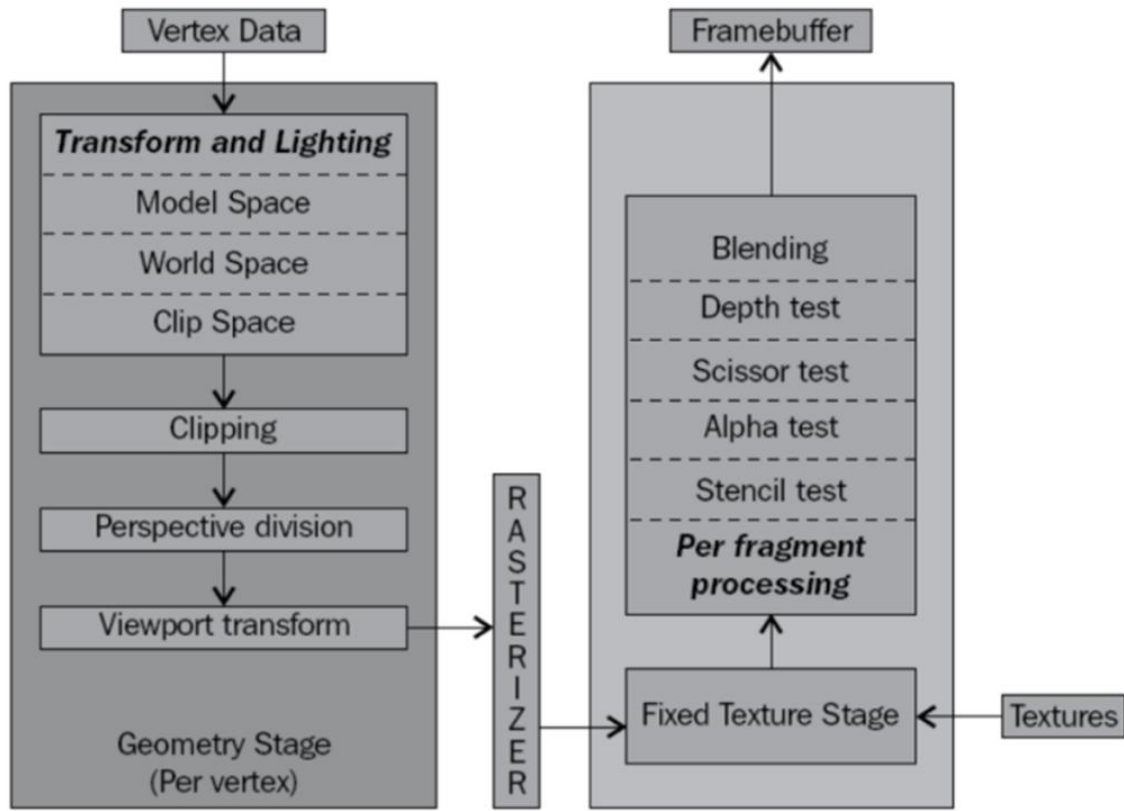 Vertex Data
Transform and Lighting
Model Space
World Space
Clip Space
Clipping
Perspective division
Viewport transform
Geometry Stage
(Per vertex)
RASTERIZER
Framebuffer
Blending
Depth test
Scissor test
Alpha test
Stencil test
Per fragment
processing
Fixed Texture Stage
Textures